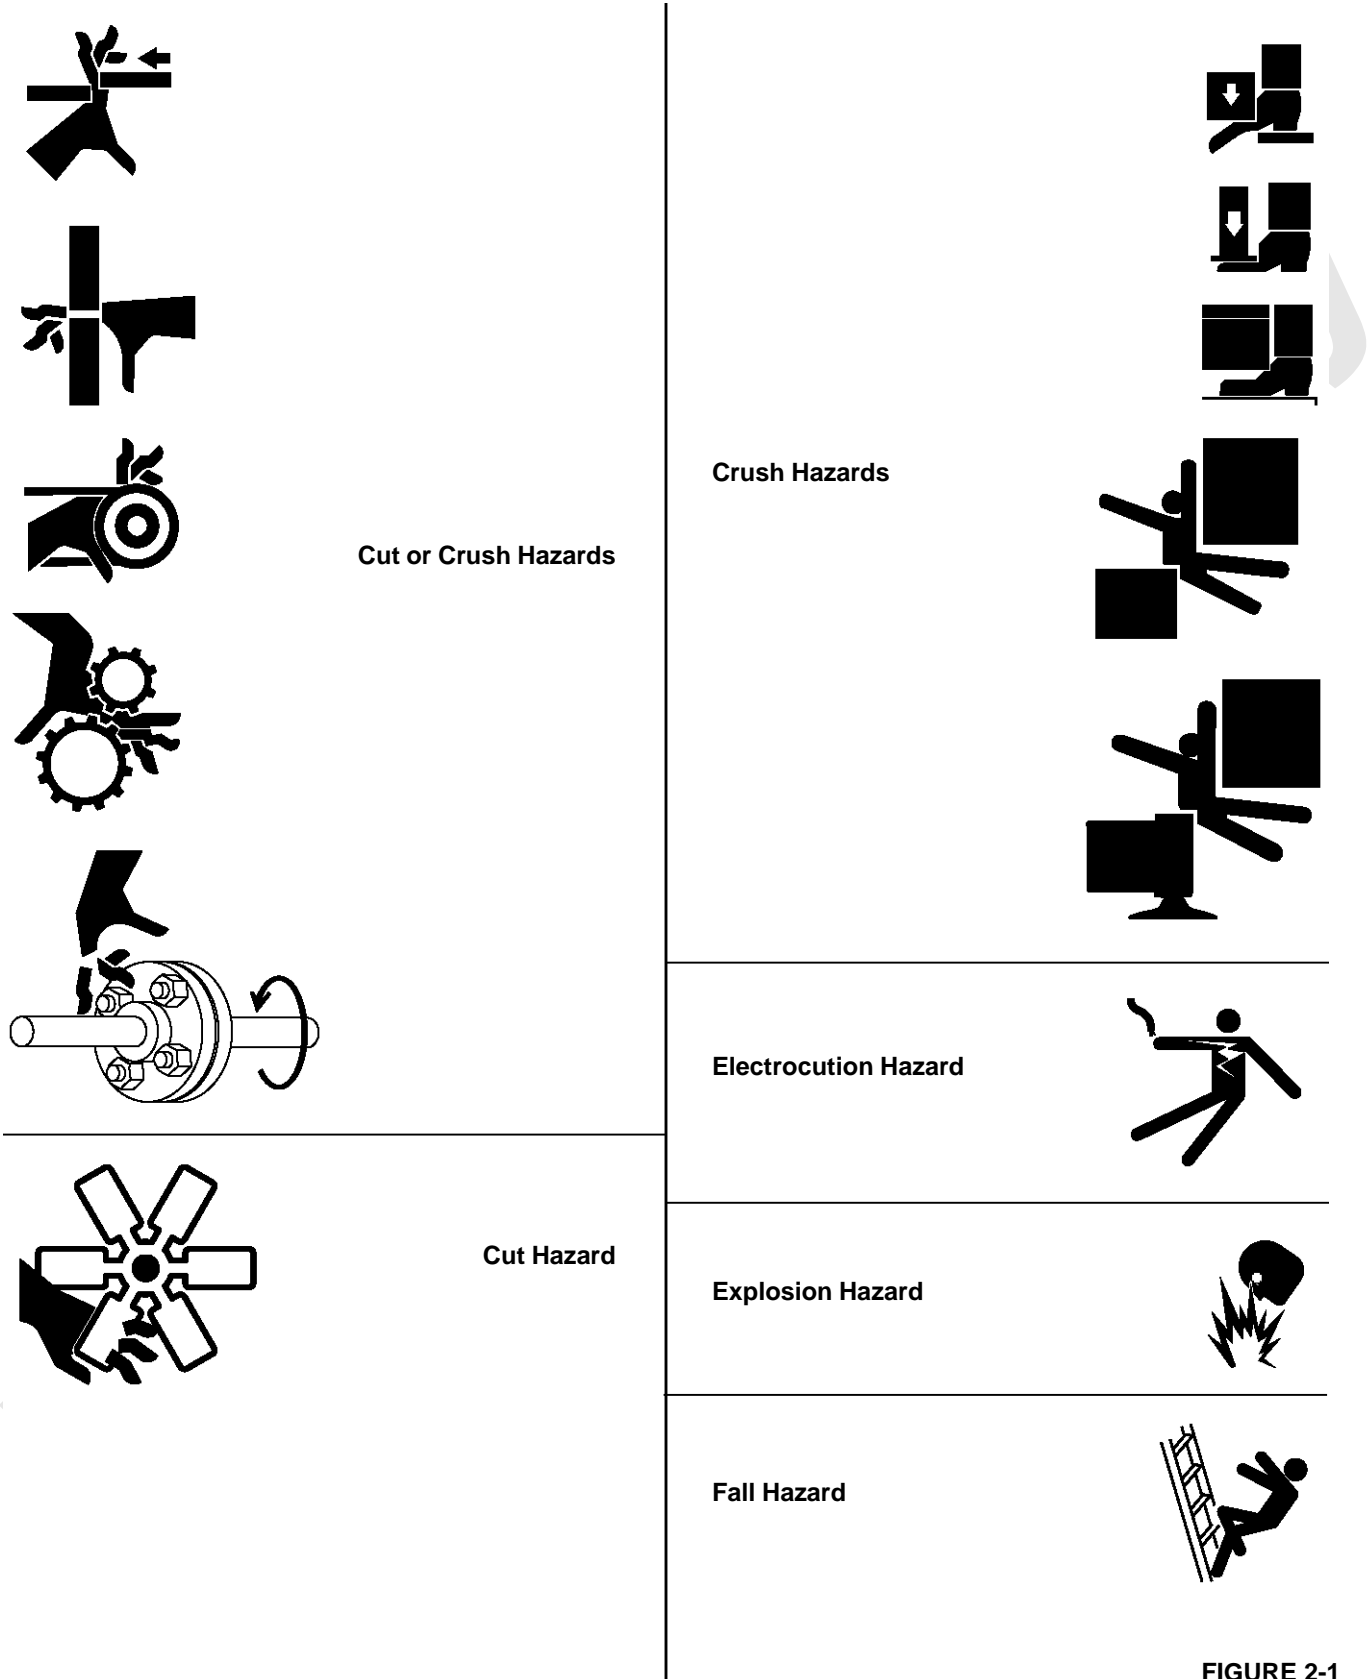 Cut or Crush Hazards
Cut Hazard
Crush Hazards
Electrocution Hazard
Explosion Hazard
Fall Hazard
FIGURE 2-1